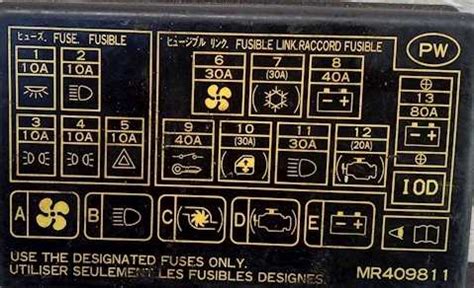 ヒューズ. FUSE. FUSIBLE
ヒュージブル リンク. FUSIBLE LINK.RACCORD FUSIBLE
PW
1
10A
2
10A
6
30A
7
(30A)
8
40A
13
80A
3
10A
4
10A
5
10A
9
40A
10
(30A)
11
30A
12
(20A)
IOD
A
B
C
D
E
USE THE DESIGNATED FUSES ONLY.
UTILISER SEULEMENT LES FUSIBLES DESIGNES.
MR409811